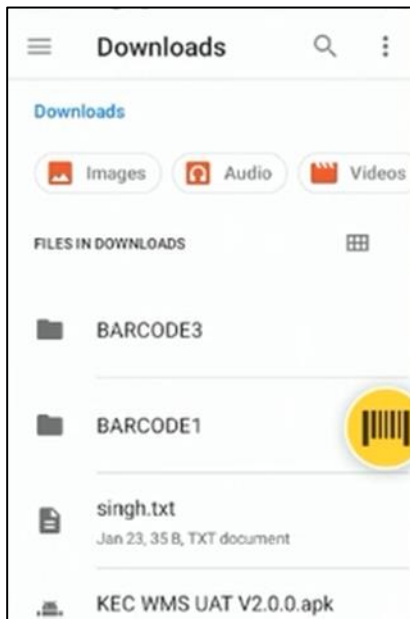 Downloads
Downloads
Images Audio Videos
FILES IN DOWNLOADS
BARCODE3
BARCODE1
singh.txt
Jan 23, 35 B, TXT document
KEC WMS UAT V2.0.0.apk